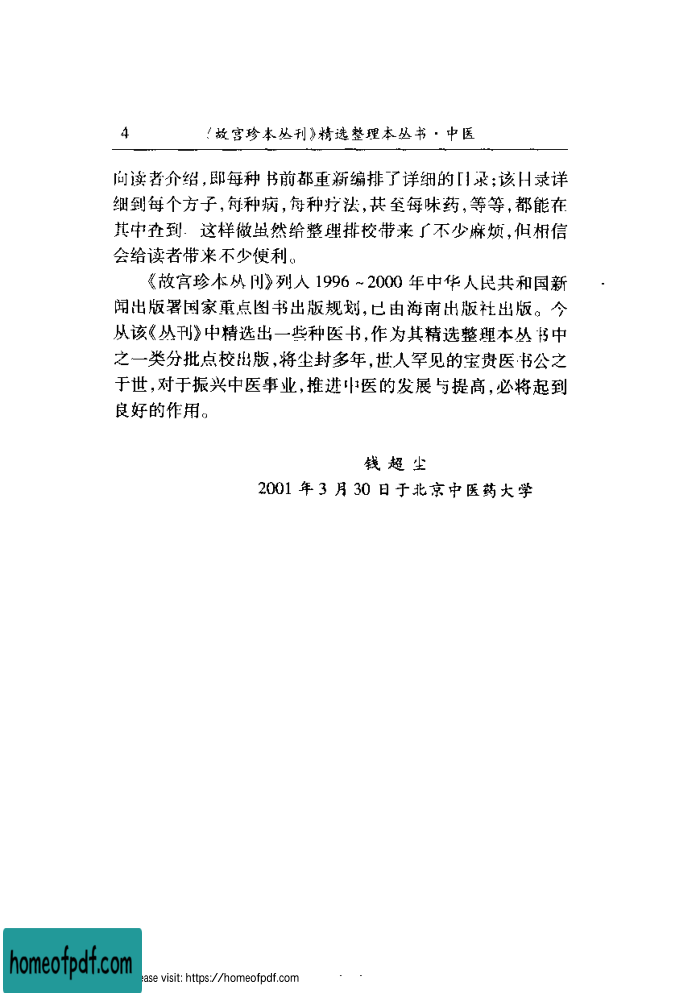 4 《故宫珍本丛刊》精选整理本丛书·中医
向读者介绍,即每种书前都重新编排了详细的目录;该目录详
细到每个方子,每种病,每种疗法,甚至每味药,等等,都能在
其中查到. 这样做虽然给整理排校带来了不少麻烦,但相信
会给读者带来不少便利。
《故宫珍本丛刊》列入 1996~2000 年中华人民共和国新
闻出版署国家重点图书出版规划,已由海南出版社出版。今
从该《丛刊》中精选出一些种医书,作为其精选整理本丛书中
之一类分批点校出版,将尘封多年,世人罕见的宝贵医书公之
于世,对于振兴中医事业,推进中医的发展与提高,必将起到
良好的作用。
钱超尘
2001 年 3 月 30 日于北京中医药大学
homeofpdf.com
ease visit: https://homeofpdf.com